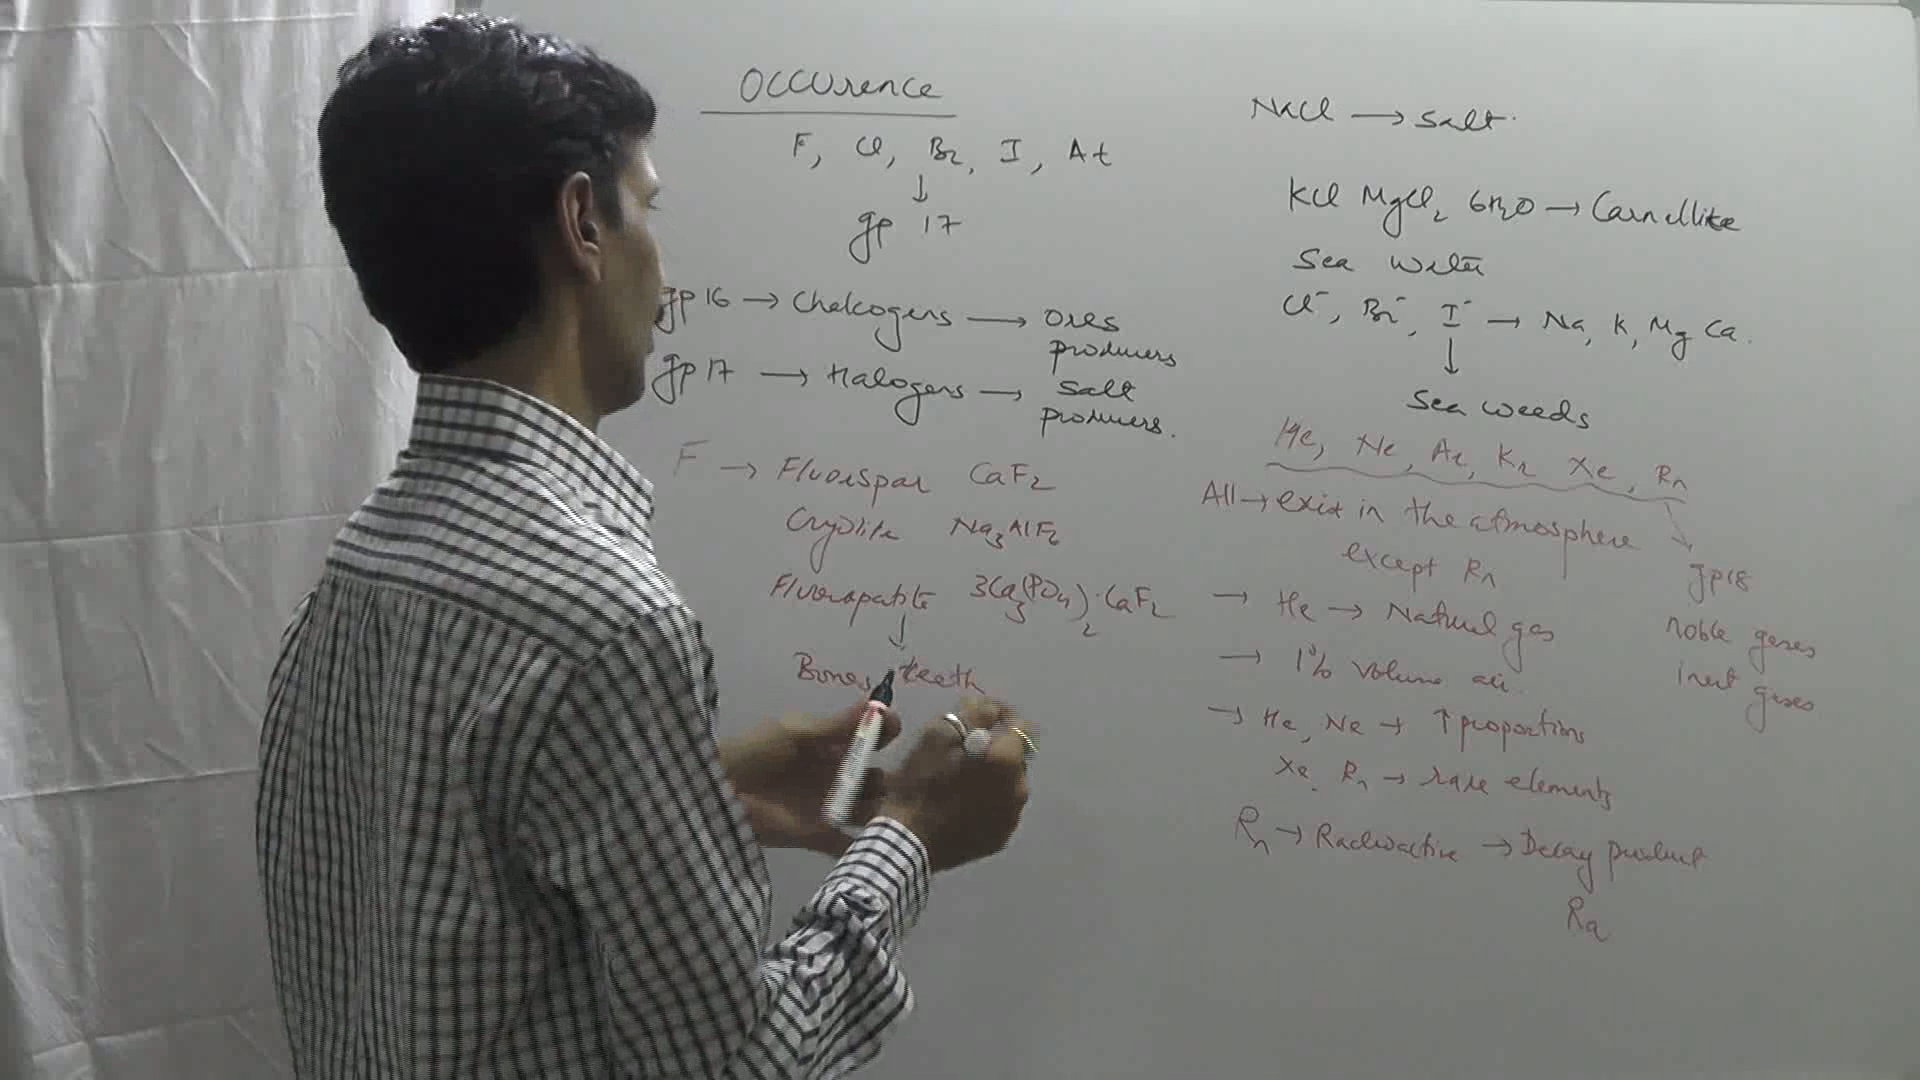 Occurence
F, Cl, Br, I, At
↓
gp 17
gp 16 → Chalcogens → ores
producers
gp 17 → Halogens → salt
producers.
F → Fluorspar CaF2
Cryolite Na3AlF6
Fluorapatite 3Ca3(PO4)2.CaF2
↓
Bones, teeth
NaCl → salt.
KCl MgCl2 6H2O → Carnellite
Sea water
Cl-, Br-, I- → Na, K, Mg Ca.
↓
Sea weeds
He, Ne, Ar, Kr Xe, Rn
All → exist in the atmosphere
except Rn
gp18
noble gases
inert gases
→ He → Natural gas
→ 1% volume air.
→ He, Ne → ↑ proportions
Xe, Rn → rare elements
Rn → Radioactive → Decay product
Ra